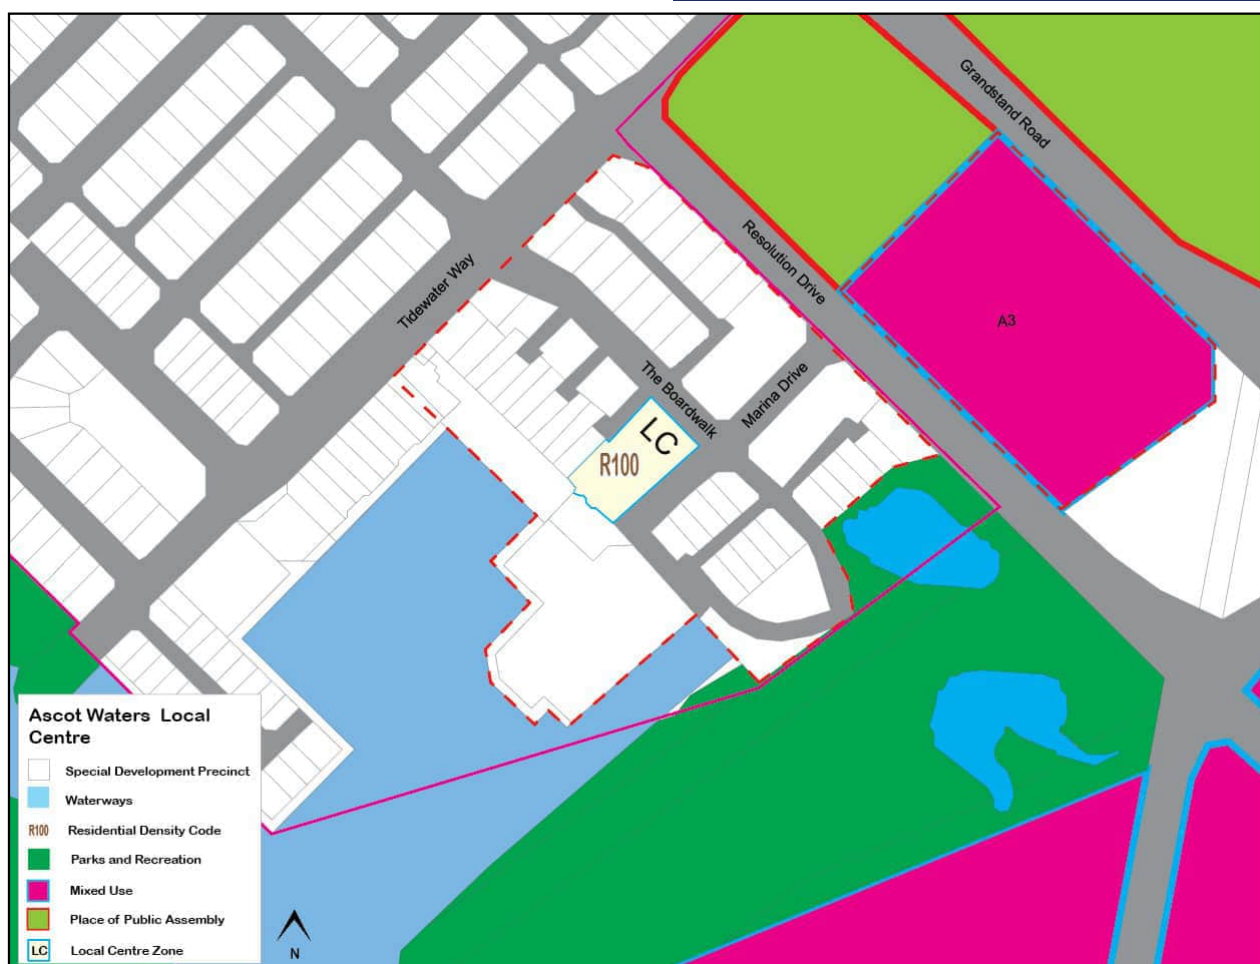 Grandstand Road
Resolution Drive
Tidewater Way
A3
The Boardwalk
Marina Drive
LC
R100
Ascot Waters Local
Centre
Special Development Precinct
Waterways
R100 Residential Density Code
Parks and Recreation
Mixed Use
Place of Public Assembly
LC Local Centre Zone
N